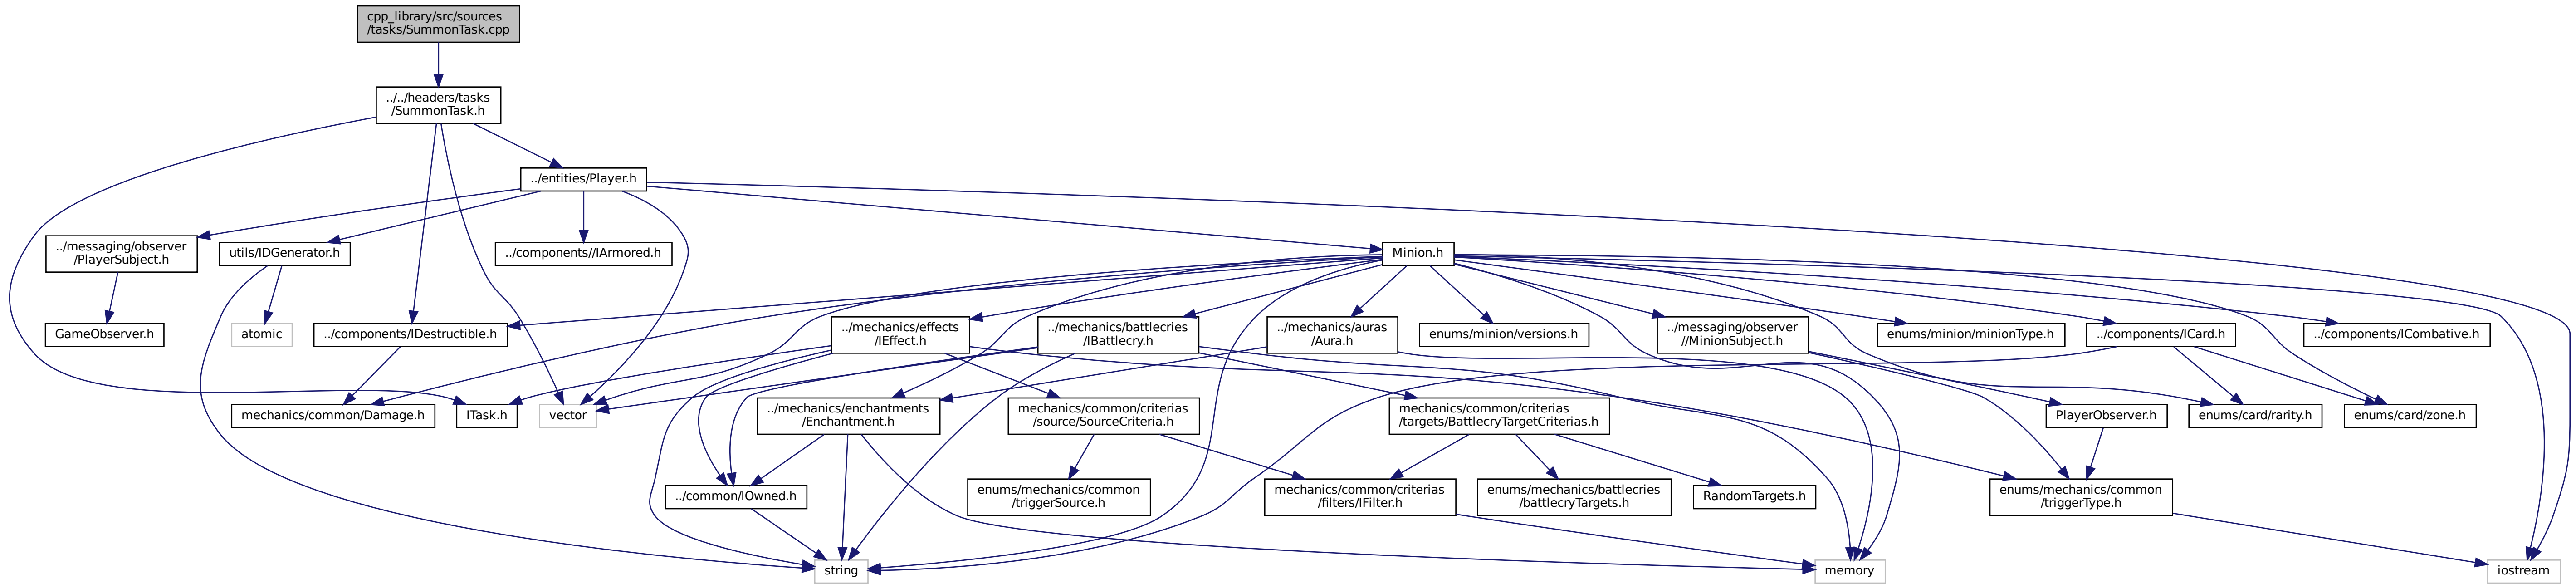 cpp_library/src/sources
/tasks/SummonTask.cpp
../../headers/tasks
/SummonTask.h
../entities/Player.h
../messaging/observer
/PlayerSubject.h
utils/IDGenerator.h
../components//IArmored.h
Minion.h
GameObserver.h
atomic
../components/IDestructible.h
../mechanics/effects
/IEffect.h
../mechanics/battlecries
/IBattlecry.h
../mechanics/auras
/Aura.h
enums/minion/versions.h
../messaging/observer
//MinionSubject.h
enums/minion/minionType.h
../components/ICard.h
../components/ICombative.h
mechanics/common/Damage.h
ITask.h
vector
../mechanics/enchantments
/Enchantment.h
mechanics/common/criterias
/source/SourceCriteria.h
mechanics/common/criterias
/targets/BattlecryTargetCriterias.h
PlayerObserver.h
enums/card/rarity.h
enums/card/zone.h
../common/IOwned.h
enums/mechanics/common
/triggerSource.h
mechanics/common/criterias
/filters/IFilter.h
enums/mechanics/battlecries
/battlecryTargets.h
RandomTargets.h
enums/mechanics/common
/triggerType.h
string
memory
iostream